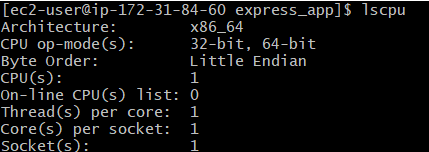 [ec2-user@ip-172-31-84-60 express_app]$ lscpu
Architecture:        x86_64
CPU op-mode(s):      32-bit, 64-bit
Byte Order:          Little Endian
CPU(s):              1
On-line CPU(s) list: 0
Thread(s) per core:  1
Core(s) per socket:  1
Socket(s):           1